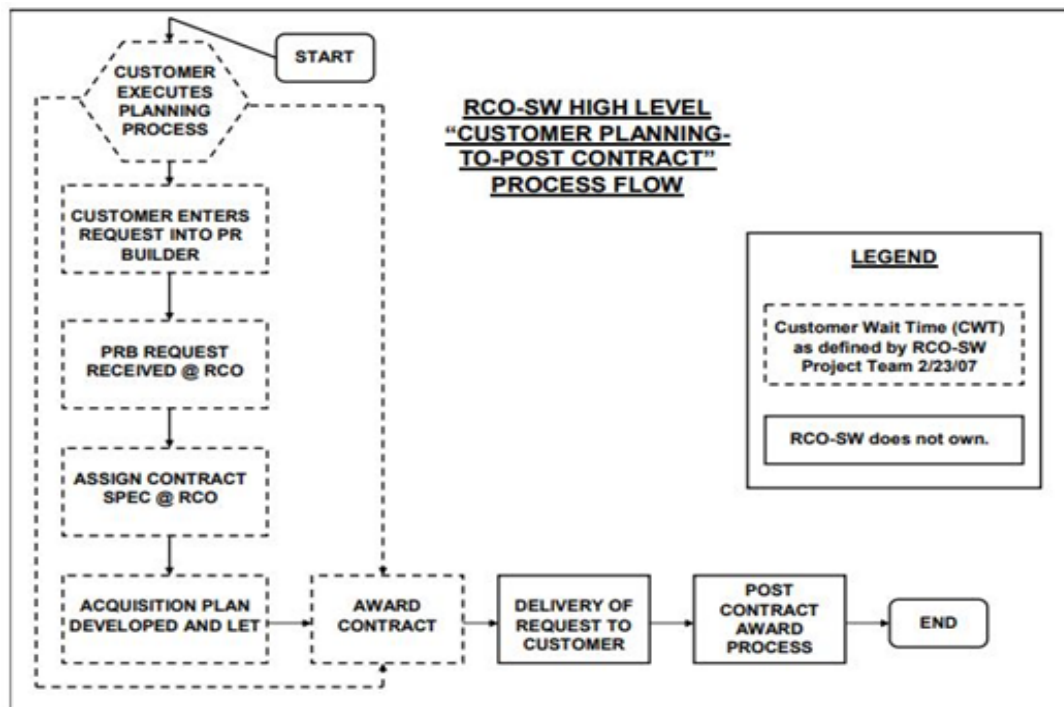 START
CUSTOMER
EXECUTES
PLANNING
PROCESS
RCO-SW HIGH LEVEL
“CUSTOMER PLANNING-
TO-POST CONTRACT”
PROCESS FLOW
CUSTOMER ENTERS
REQUEST INTO PR
BUILDER
PRB REQUEST
RECEIVED @ RCO
ASSIGN CONTRACT
SPEC @ RCO
ACQUISITION PLAN
DEVELOPED AND LET
AWARD
CONTRACT
DELIVERY OF
REQUEST TO
CUSTOMER
POST
CONTRACT
AWARD
PROCESS
END
LEGEND
Customer Wait Time (CWT)
as defined by RCO-SW
Project Team 2/23/07
RCO-SW does not own.